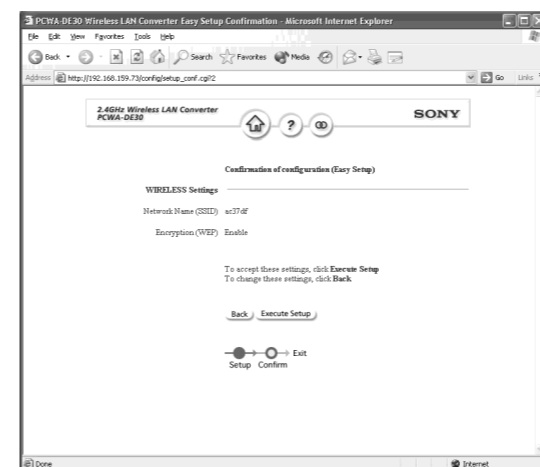 PCWA-DE30 Wireless LAN Converter Easy Setup Confirmation - Microsoft Internet Explorer
File Edit View Favorites Tools Help
Back Search Favorites Media
Address http://192.168.159.73/config/setup_conf.cgi?2 Go Links
2.4GHz Wireless LAN Converter
PCWA-DE30
SONY
?
Confirmation of configuration (Easy Setup)
WIRELESS Settings
Network Name (SSID) ac37df
Encryption (WEP) Enable
To accept these settings, click Execute Setup
To change these settings, click Back
Back Execute Setup
Exit
Setup Confirm
Done Internet